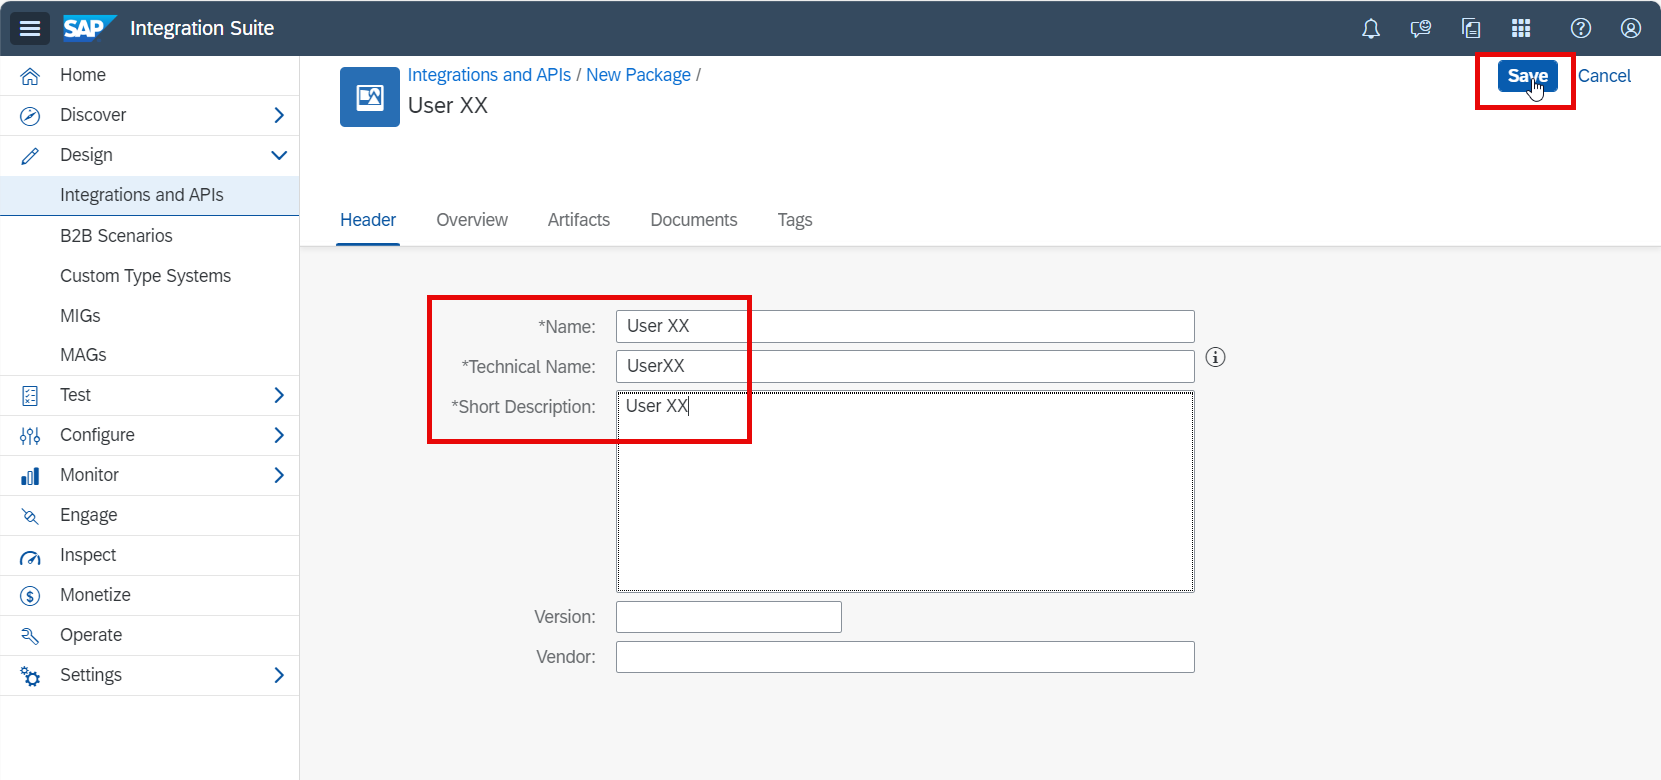 SAP Integration Suite
Home
Discover
Design
Integrations and APIs
B2B Scenarios
Custom Type Systems
MIGs
MAGs
Test
Configure
Monitor
Engage
Inspect
Monetize
Operate
Settings
Integrations and APIs / New Package /
User XX
Save Cancel
Header Overview Artifacts Documents Tags
*Name: User XX
*Technical Name: UserXX
*Short Description: User XX
Version:
Vendor: